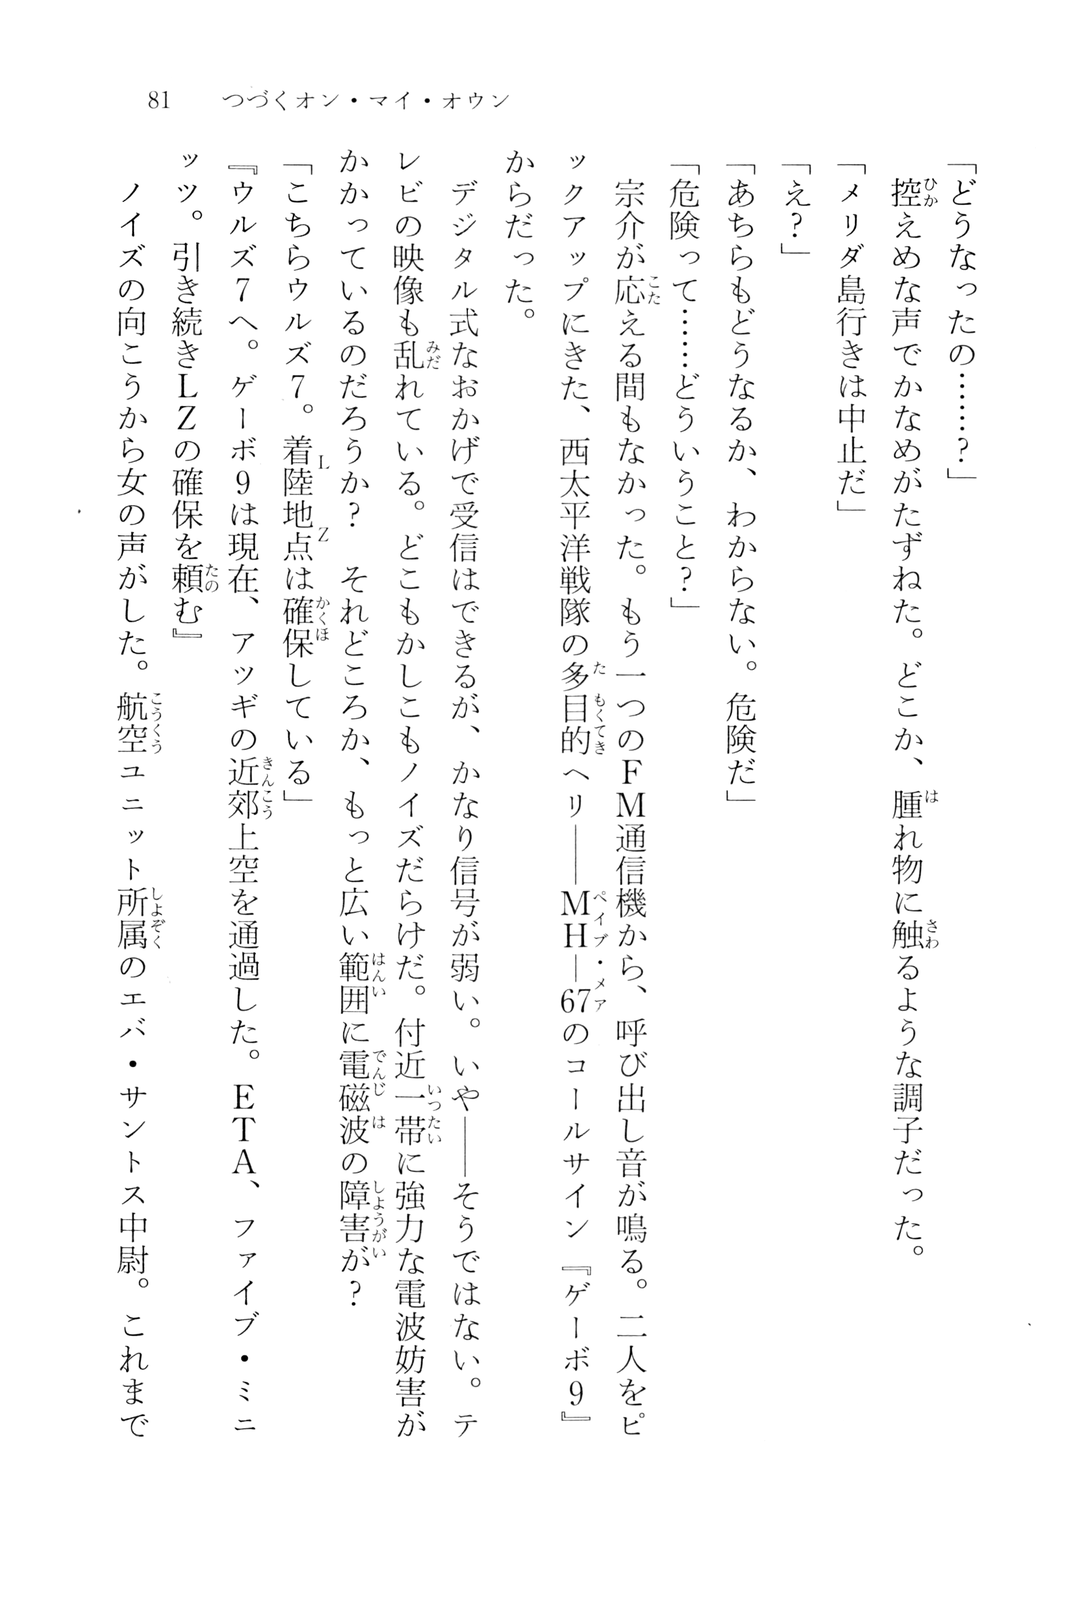 81　つづくオン・マイ・オウン
「どうなったの……？」
控えめな声でかなめがたずねた。どこか、腫れ物に触るような調子だった。
「メリダ島行きは中止だ」
「え？」
「あちらもどうなるか、わからない。危険だ」
「危険って……どういうこと？」
宗介が応える間もなかった。もう一つのＦＭ通信機から、呼び出し音が鳴る。二人をピ
ックアップにきた、西太平洋戦隊の多目的ヘリ――ＭＨ―67のコールサイン『ゲーボ９』
からだった。
デジタル式なおかげで受信はできるが、かなり信号が弱い。いや――そうではない。テ
レビの映像も乱れている。どこもかしこもノイズだらけだ。付近一帯に強力な電波妨害が
かかっているのだろうか？　それどころか、もっと広い範囲に電磁波の障害が？
「こちらウルズ７。着陸地点は確保している」
『ウルズ７へ。ゲーボ９は現在、アツギの近郊上空を通過した。ＥＴＡ、ファイブ・ミニ
ッツ。引き続きＬＺの確保を頼む』
ノイズの向こうから女の声がした。航空ユニット所属のエバ・サントス中尉。これまで